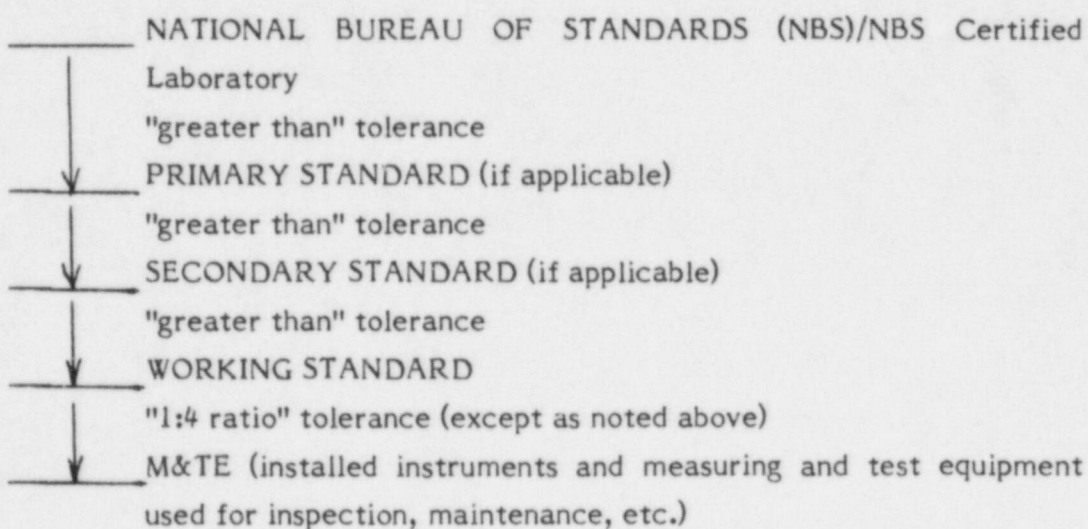 NATIONAL BUREAU OF STANDARDS (NBS)/NBS Certified
Laboratory
"greater than" tolerance
PRIMARY STANDARD (if applicable)
"greater than" tolerance
SECONDARY STANDARD (if applicable)
"greater than" tolerance
WORKING STANDARD
"1:4 ratio" tolerance (except as noted above)
M&TE (installed instruments and measuring and test equipment
used for inspection, maintenance, etc.)